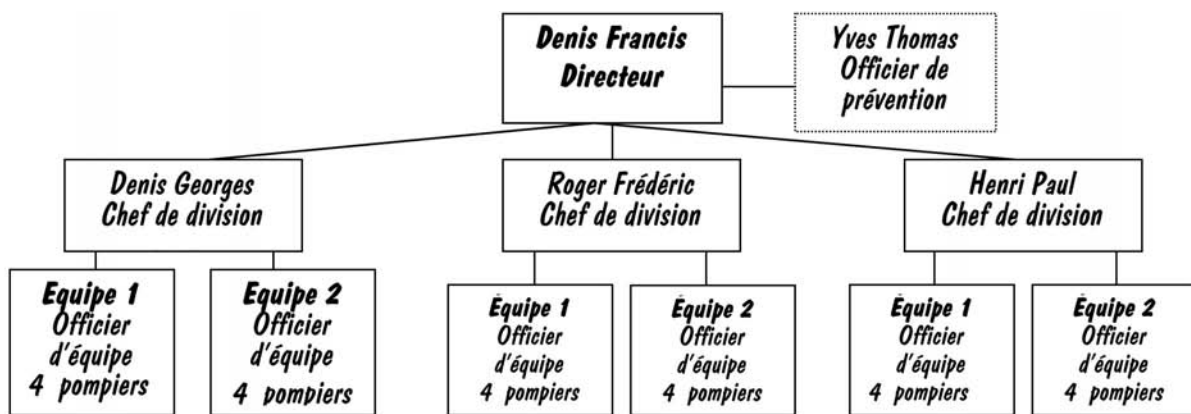 Denis Francis
Directeur
Yves Thomas
Officier de
prévention
Denis Georges
Chef de division
Roger Frédéric
Chef de division
Henri Paul
Chef de division
Equipe 1
Officier
d'équipe
4 pompiers
Equipe 2
Officier
d'équipe
4 pompiers
Équipe 1
Officier
d'équipe
4 pompiers
Équipe 2
Officier
d'équipe
4 pompiers
Équipe 1
Officier
d'équipe
4 pompiers
Équipe 2
Officier
d'équipe
4 pompiers